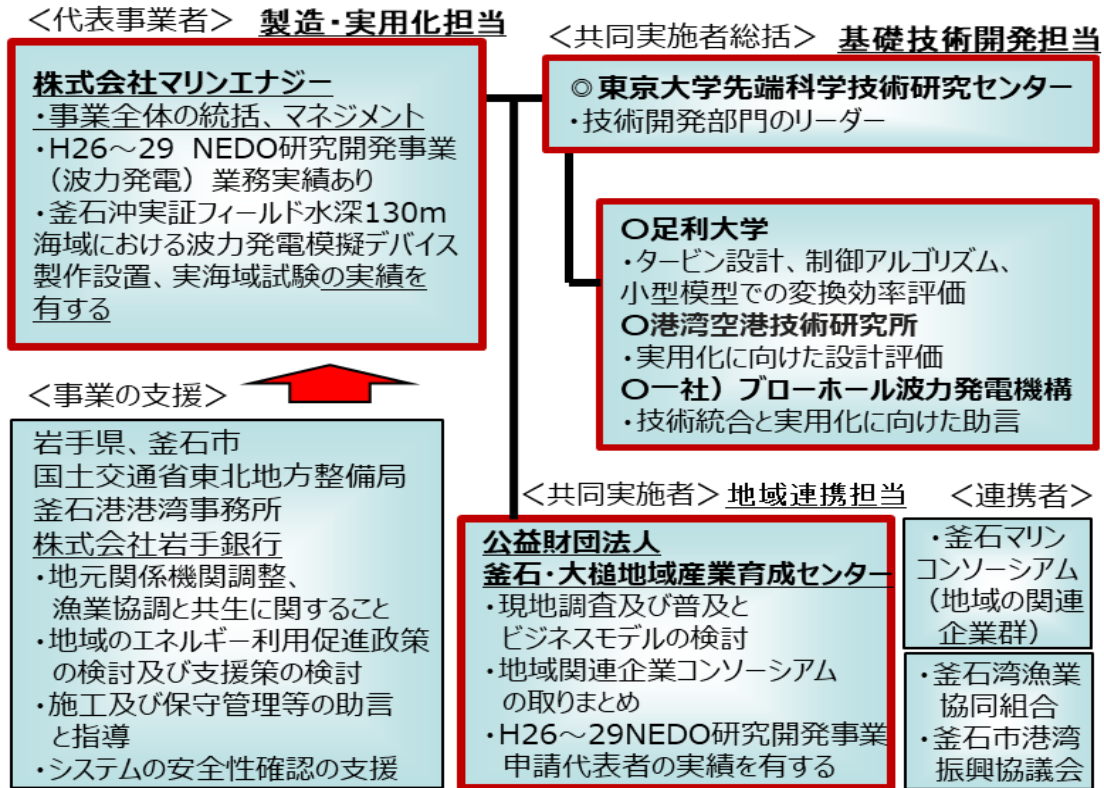 ＜代表事業者＞ 製造・実用化担当
株式会社マリンエナジー
・事業全体の統括、マネジメント
・H26～29 NEDO研究開発事業
（波力発電）業務実績あり
・釜石沖実証フィールド水深130m
海域における波力発電模擬デバイス
製作設置、実海域試験の実績を
有する
＜共同実施者総括＞ 基礎技術開発担当
◎東京大学先端科学技術研究センター
・技術開発部門のリーダー
〇足利大学
・タービン設計、制御アルゴリズム、
小型模型での変換効率評価
〇港湾空港技術研究所
・実用化に向けた設計評価
〇一社）ブローホール波力発電機構
・技術統合と実用化に向けた助言
＜事業の支援＞
岩手県、釜石市
国土交通省東北地方整備局
釜石港港湾事務所
株式会社岩手銀行
・地元関係機関調整、
漁業協調と共生に関すること
・地域のエネルギー利用促進政策
の検討及び支援策の検討
・施工及び保守管理等の助言
と指導
・システムの安全性確認の支援
＜共同実施者＞ 地域連携担当
公益財団法人
釜石・大槌地域産業育成センター
・現地調査及び普及と
ビジネスモデルの検討
・地域関連企業コンソーシアム
の取りまとめ
・H26～29NEDO研究開発事業
申請代表者の実績を有する
＜連携者＞
・釜石マリン
コンソーシアム
（地域の関連
企業群）
・釜石湾漁業
協同組合
・釜石市港湾
振興協議会